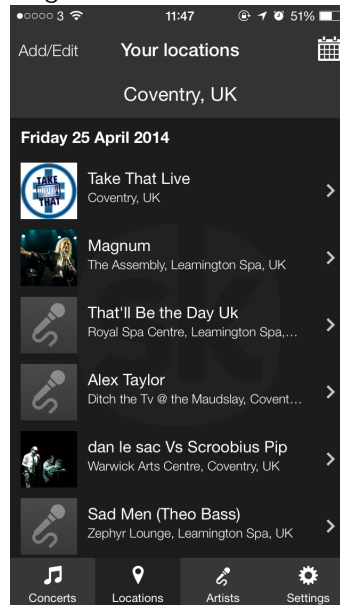 3 11:47 51%
Add/Edit Your locations
Coventry, UK
Friday 25 April 2014
TAKE
THAT
Take That Live
Coventry, UK
Magnum
The Assembly, Leamington Spa, UK
That'll Be the Day Uk
Royal Spa Centre, Leamington Spa,…
Alex Taylor
Ditch the Tv @ the Maudslay, Covent…
dan le sac Vs Scroobius Pip
Warwick Arts Centre, Coventry, UK
Sad Men (Theo Bass)
Zephyr Lounge, Leamington Spa, UK
Concerts Locations Artists Settings